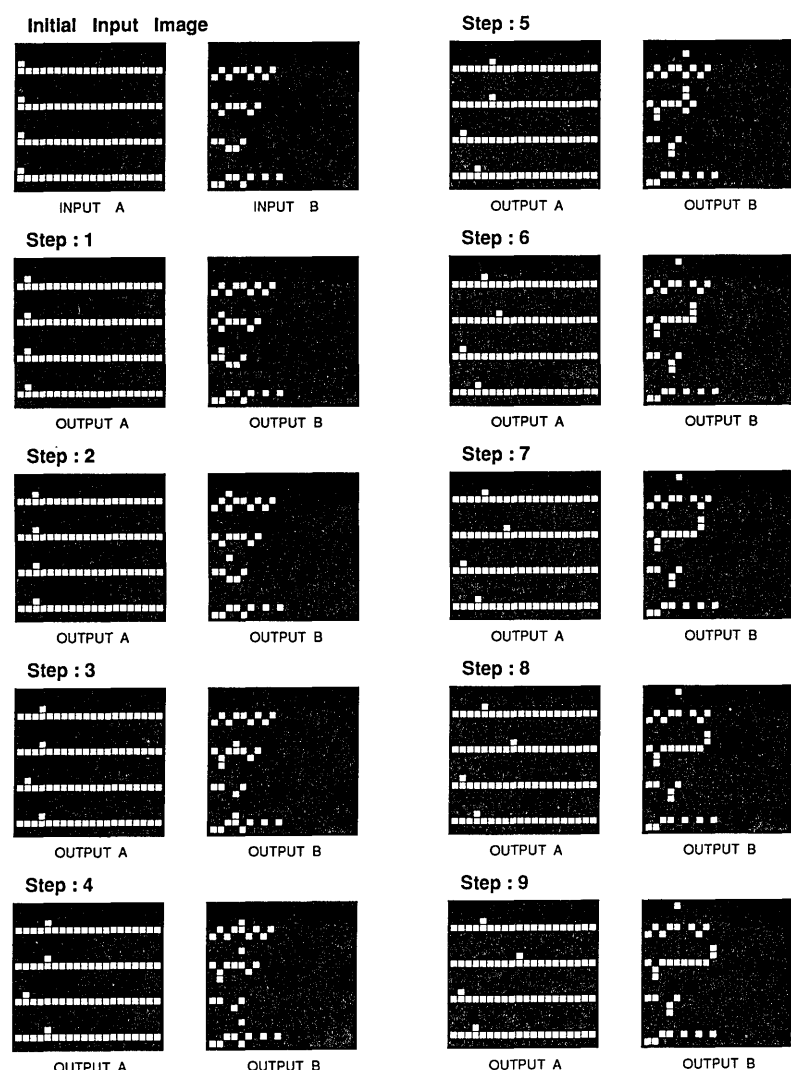 Initial Input Image
INPUT A
INPUT B
Step : 1
OUTPUT A
OUTPUT B
Step : 2
OUTPUT A
OUTPUT B
Step : 3
OUTPUT A
OUTPUT B
Step : 4
OUTPUT A
OUTPUT B
Step : 5
OUTPUT A
OUTPUT B
Step : 6
OUTPUT A
OUTPUT B
Step : 7
OUTPUT A
OUTPUT B
Step : 8
OUTPUT A
OUTPUT B
Step : 9
OUTPUT A
OUTPUT B